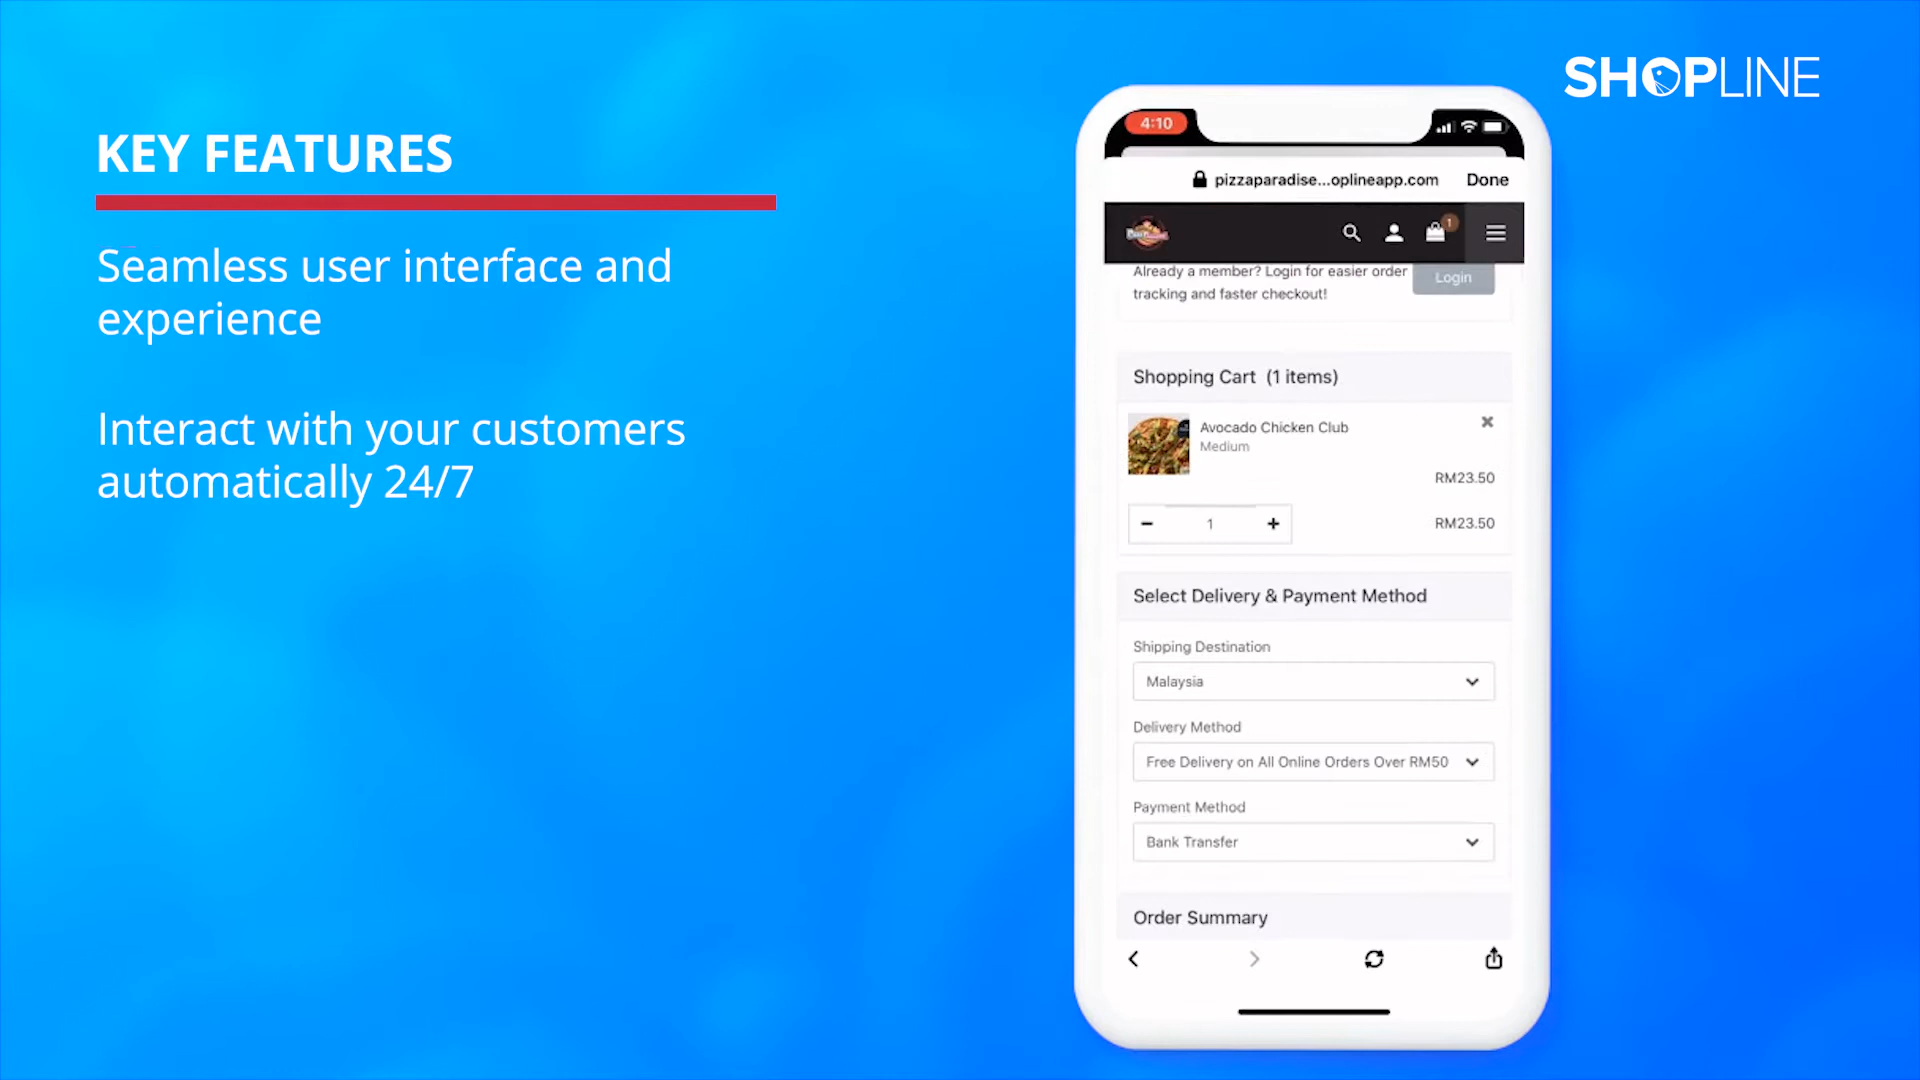 SHOPLINE
KEY FEATURES
Seamless user interface and
experience
Interact with your customers
automatically 24/7
4:10
pizzaparadise...oplineapp.com
Done
1
Already a member? Login for easier order
tracking and faster checkout!
Login
Shopping Cart (1 items)
Avocado Chicken Club
Medium
RM23.50
1
RM23.50
Select Delivery & Payment Method
Shipping Destination
Malaysia
Delivery Method
Free Delivery on All Online Orders Over RM50
Payment Method
Bank Transfer
Order Summary